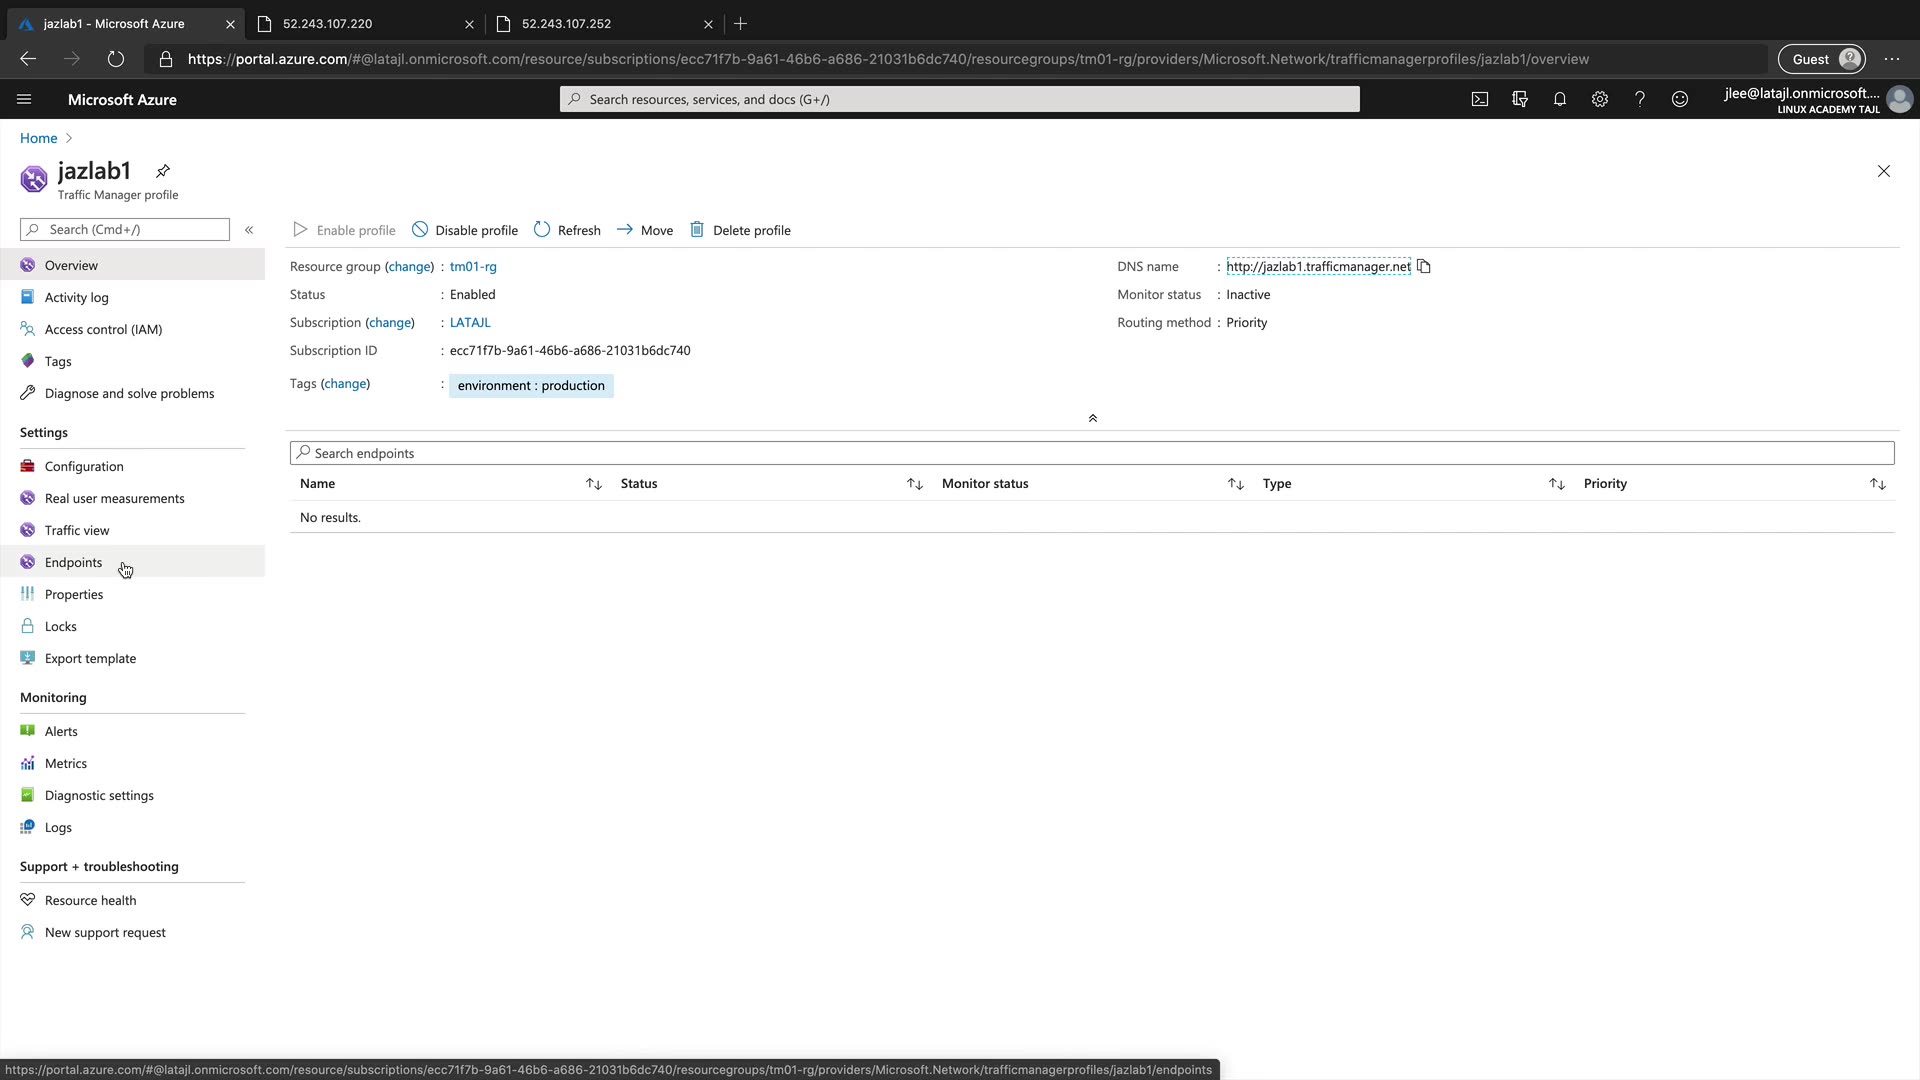 jazlab1 - Microsoft Azure
52.243.107.220
52.243.107.252
https://portal.azure.com/#@latajl.onmicrosoft.com/resource/subscriptions/ecc71f7b-9a61-46b6-a686-21031b6dc740/resourcegroups/tm01-rg/providers/Microsoft.Network/trafficmanagerprofiles/jazlab1/overview
Guest
Microsoft Azure
Search resources, services, and docs (G+/)
jlee@latajl.onmicrosoft....
LINUX ACADEMY TAJL
Home
jazlab1
Traffic Manager profile
Search (Cmd+/)
«
Enable profile
Disable profile
Refresh
Move
Delete profile
Overview
Activity log
Access control (IAM)
Tags
Diagnose and solve problems
Settings
Configuration
Real user measurements
Traffic view
Endpoints
Properties
Locks
Export template
Monitoring
Alerts
Metrics
Diagnostic settings
Logs
Support + troubleshooting
Resource health
New support request
Resource group (change) : tm01-rg
Status : Enabled
Subscription (change) : LATAJL
Subscription ID : ecc71f7b-9a61-46b6-a686-21031b6dc740
Tags (change) : environment : production
DNS name : http://jazlab1.trafficmanager.net
Monitor status : Inactive
Routing method : Priority
Search endpoints
Name Status Monitor status Type Priority
No results.
https://portal.azure.com/#@latajl.onmicrosoft.com/resource/subscriptions/ecc71f7b-9a61-46b6-a686-21031b6dc740/resourcegroups/tm01-rg/providers/Microsoft.Network/trafficmanagerprofiles/jazlab1/endpoints